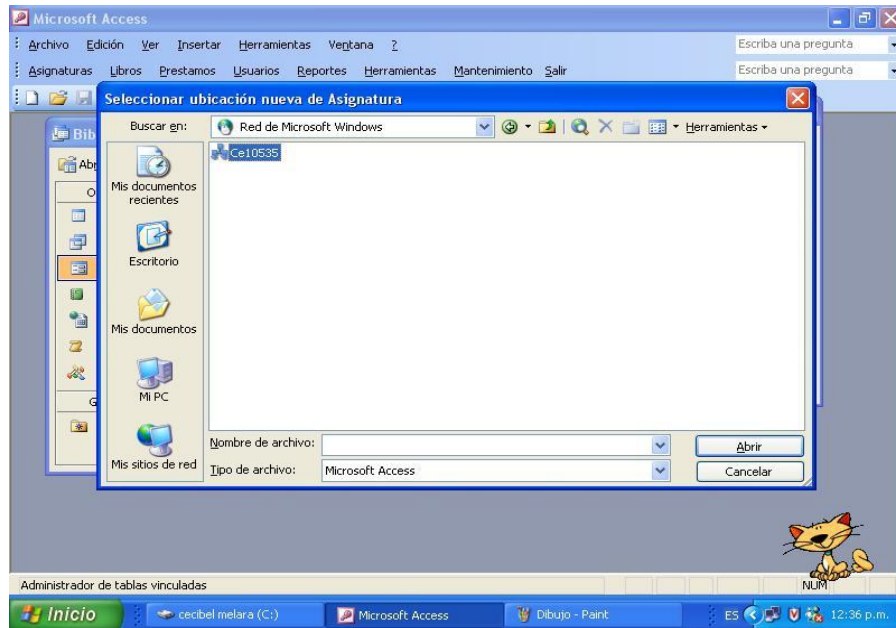 Microsoft Access
Archivo Edición Ver Insertar Herramientas Ventana ?
Escriba una pregunta
Asignaturas Libros Prestamos Usuarios Reportes Herramientas Mantenimiento Salir
Escriba una pregunta
Seleccionar ubicación nueva de Asignatura
Buscar en: Red de Microsoft Windows
Herramientas
Bib
Ab
O
G
Ce10535
Mis documentos
recientes
Escritorio
Mis documentos
Mi PC
Mis sitios de red
Nombre de archivo:
Abrir
Tipo de archivo: Microsoft Access
Cancelar
Administrador de tablas vinculadas
NUM
Inicio
cecibel melara (C:)
Microsoft Access
Dibujo - Paint
ES
12:36 p.m.